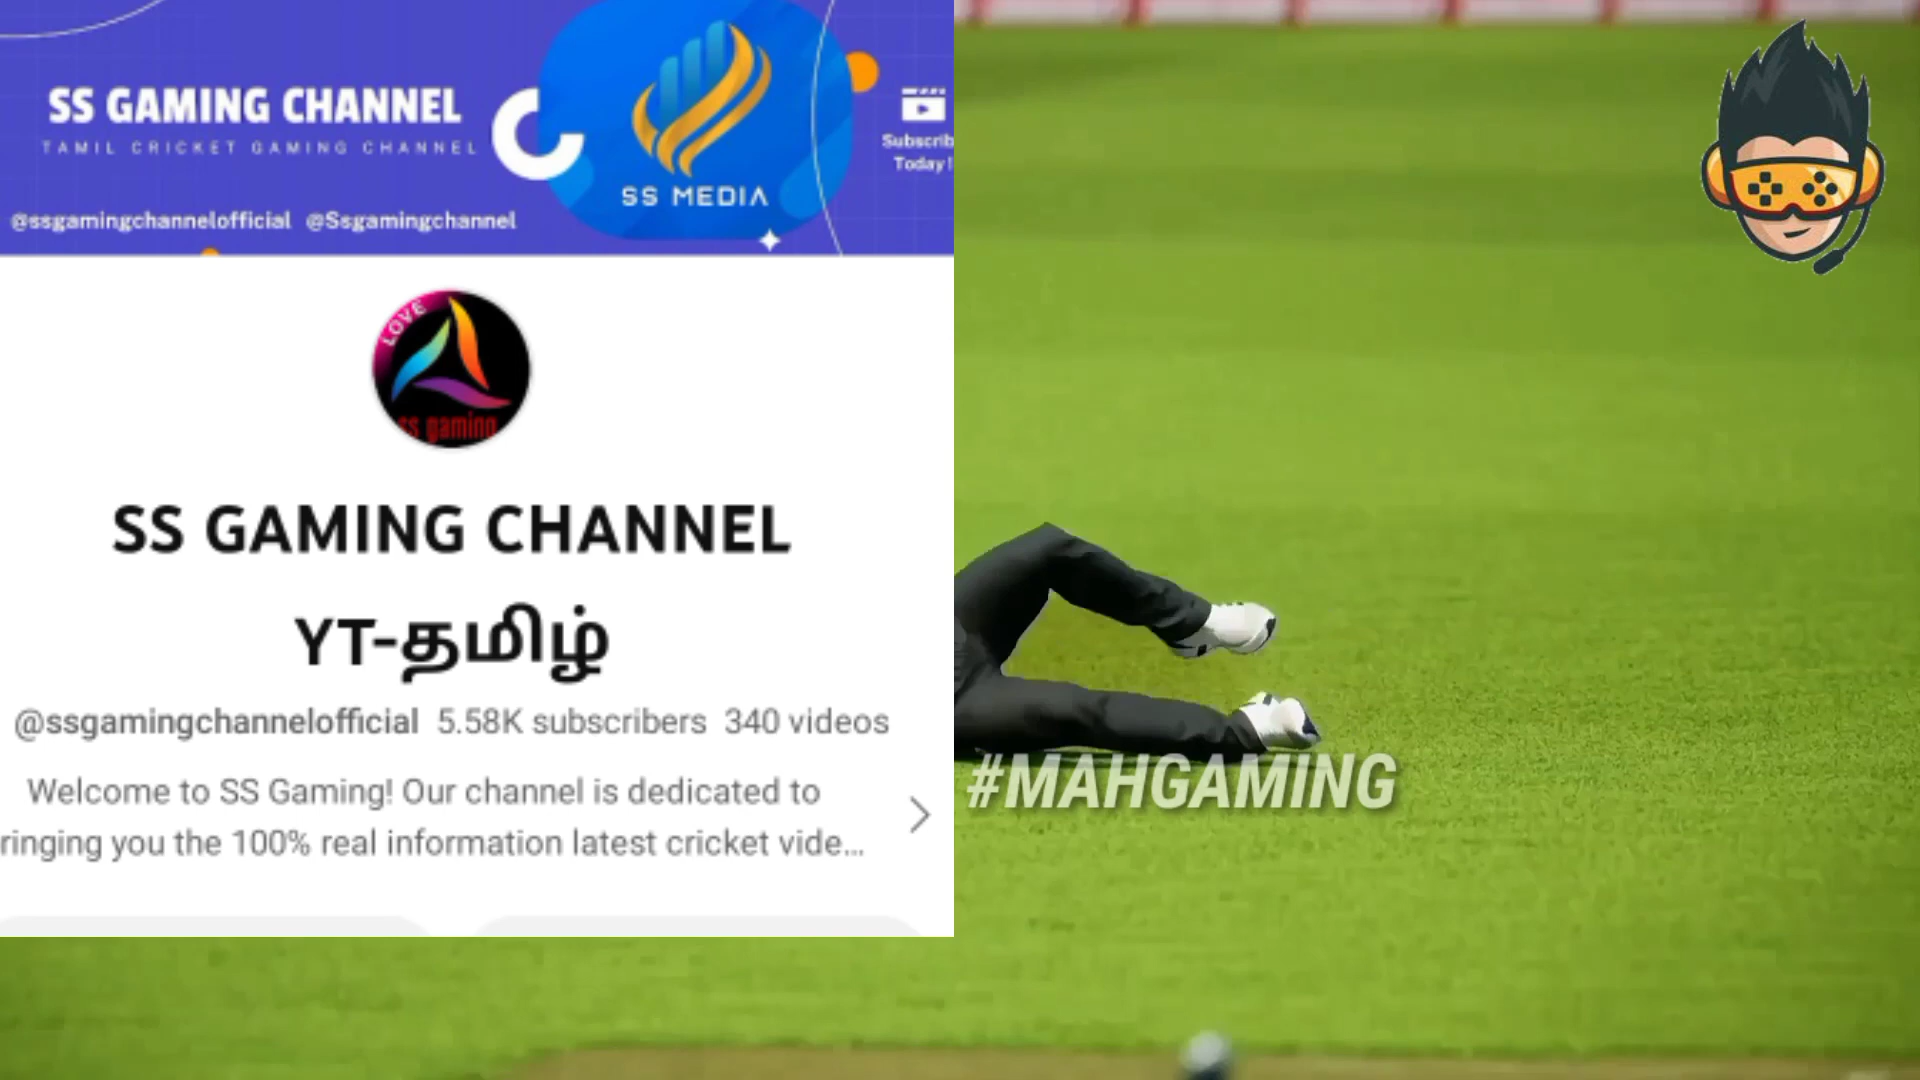 SS GAMING CHANNEL
TAMIL CRICKET GAMING CHANNEL
@ssgamingchannelofficial @Ssgamingchannel
SS MEDIA
Subscrib
Today !
LOVE
ss gaming
SS GAMING CHANNEL
YT-தமிழ்
@ssgamingchannelofficial 5.58K subscribers 340 videos
Welcome to SS Gaming! Our channel is dedicated to
ringing you the 100% real information latest cricket vide...
#MAHGAMING